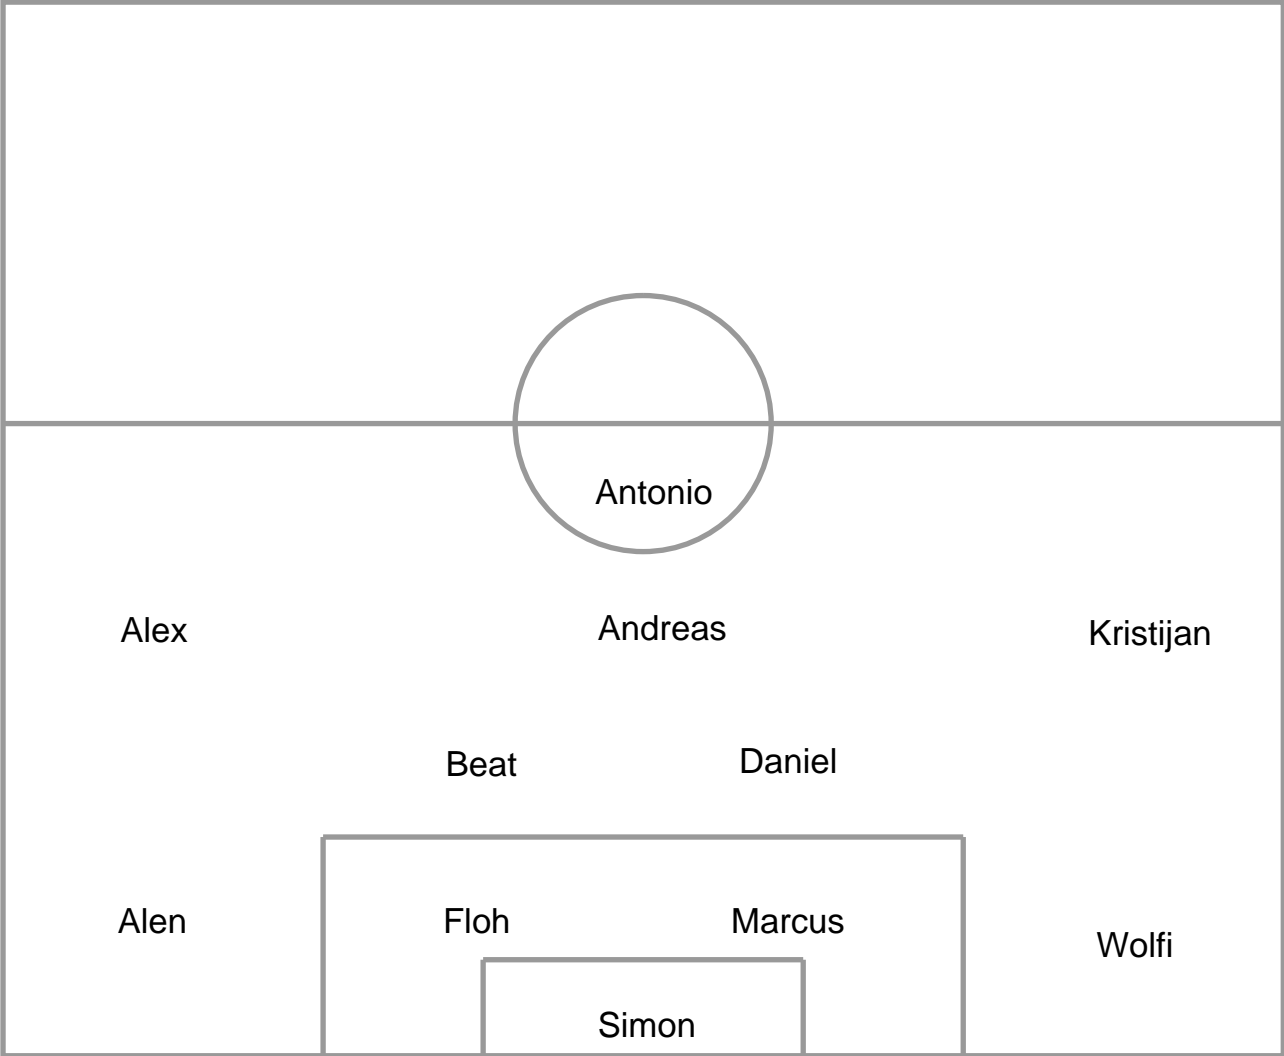 Antonio
Alex Andreas Kristijan
Beat Daniel
Alen Floh Marcus Wolfi
Simon